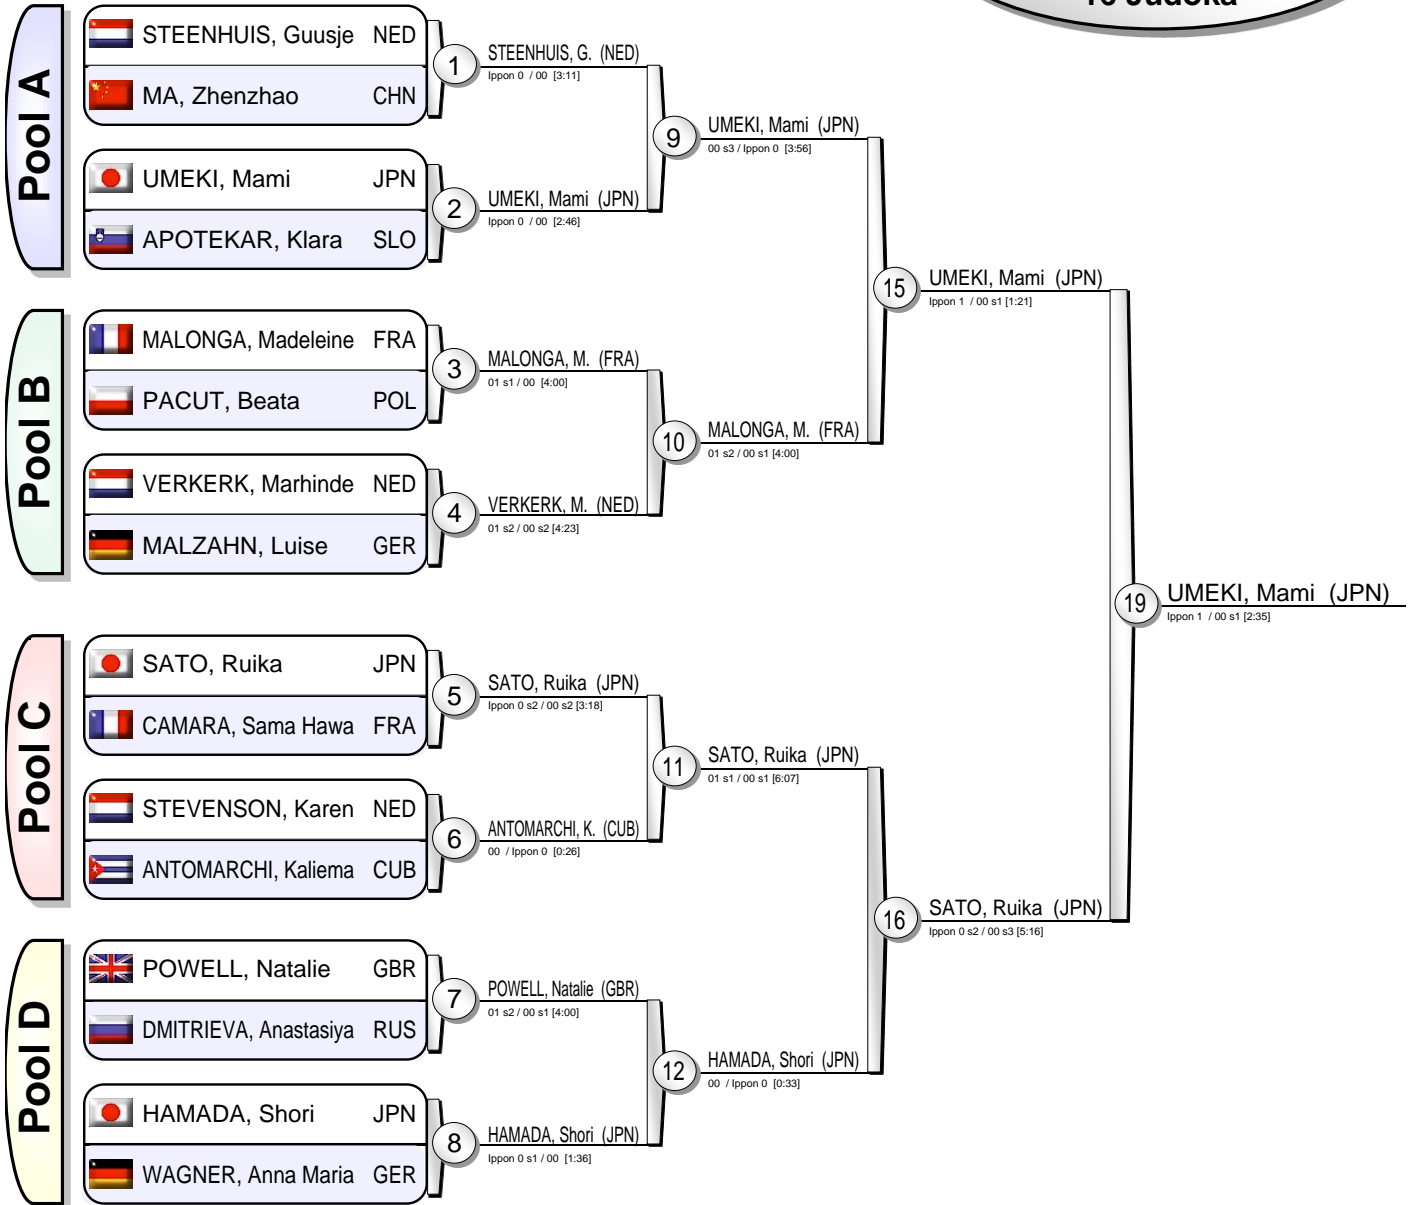 16 Judoka
Pool A
STEENHUIS, Guusje NED
MA, Zhenzhao CHN
1
STEENHUIS, G. (NED)
Ippon 0 / 00 [3:11]
UMEKI, Mami JPN
APOTEKAR, Klara SLO
2
UMEKI, Mami (JPN)
Ippon 0 / 00 [2:46]
9
UMEKI, Mami (JPN)
00 s3 / Ippon 0 [3:56]
Pool B
MALONGA, Madeleine FRA
PACUT, Beata POL
3
MALONGA, M. (FRA)
01 s1 / 00 [4:00]
VERKERK, Marhinde NED
MALZAHN, Luise GER
4
VERKERK, M. (NED)
01 s2 / 00 s2 [4:23]
10
MALONGA, M. (FRA)
01 s2 / 00 s1 [4:00]
15
UMEKI, Mami (JPN)
Ippon 1 / 00 s1 [1:21]
Pool C
SATO, Ruika JPN
CAMARA, Sama Hawa FRA
5
SATO, Ruika (JPN)
Ippon 0 s2 / 00 s2 [3:18]
STEVENSON, Karen NED
ANTOMARCHI, Kaliema CUB
6
ANTOMARCHI, K. (CUB)
00 / Ippon 0 [0:26]
11
SATO, Ruika (JPN)
01 s1 / 00 s1 [6:07]
Pool D
POWELL, Natalie GBR
DMITRIEVA, Anastasiya RUS
7
POWELL, Natalie (GBR)
01 s2 / 00 s1 [4:00]
HAMADA, Shori JPN
WAGNER, Anna Maria GER
8
HAMADA, Shori (JPN)
Ippon 0 s1 / 00 [1:36]
12
HAMADA, Shori (JPN)
00 / Ippon 0 [0:33]
16
SATO, Ruika (JPN)
Ippon 0 s2 / 00 s3 [5:16]
19
UMEKI, Mami (JPN)
Ippon 1 / 00 s1 [2:35]